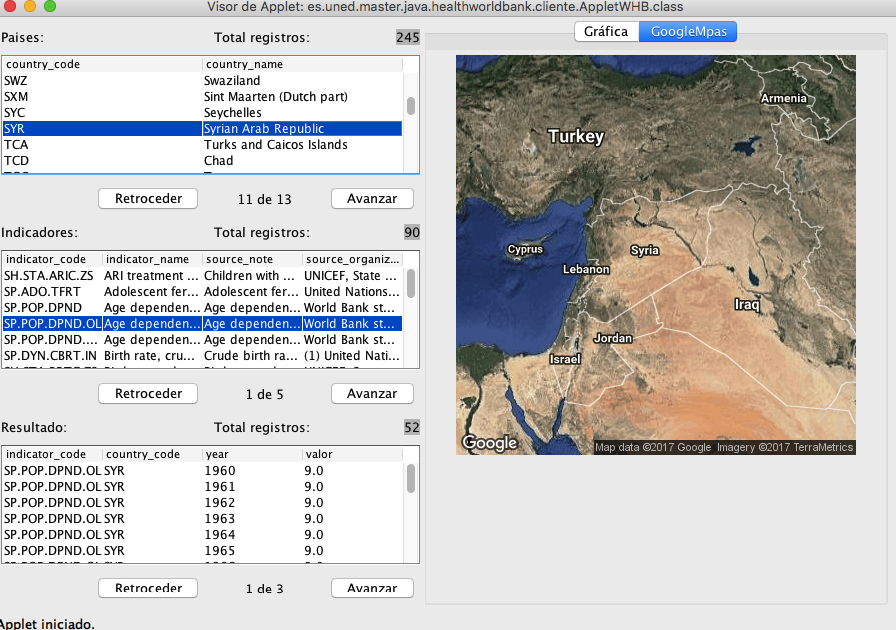 Visor de Applet: es.uned.master.java.healthworldbank.cliente.AppletWHB.class
Paises: Total registros: 245
country_code country_name
SWZ Swaziland
SXM Sint Maarten (Dutch part)
SYC Seychelles
SYR Syrian Arab Republic
TCA Turks and Caicos Islands
TCD Chad
Retroceder 11 de 13 Avanzar
Indicadores: Total registros: 90
indicator_code indicator_name source_note source_organiz...
SH.STA.ARIC.ZS ARI treatment ... Children with ... UNICEF, State ...
SP.ADO.TFRT Adolescent fer... Adolescent fer... United Nations...
SP.POP.DPND Age dependen... Age dependen... World Bank st...
SP.POP.DPND.OL Age dependen... Age dependen... World Bank st...
SP.POP.DPND.... Age dependen... Age dependen... World Bank st...
SP.DYN.CBRT.IN Birth rate, cru... Crude birth ra... (1) United Nati...
Retroceder 1 de 5 Avanzar
Resultado: Total registros: 52
indicator_code country_code year valor
SP.POP.DPND.OL SYR 1960 9.0
SP.POP.DPND.OL SYR 1961 9.0
SP.POP.DPND.OL SYR 1962 9.0
SP.POP.DPND.OL SYR 1963 9.0
SP.POP.DPND.OL SYR 1964 9.0
SP.POP.DPND.OL SYR 1965 9.0
Retroceder 1 de 3 Avanzar
Applet iniciado.
Gráfica GoogleMpas
Armenia
Turkey
Cyprus
Syria
Lebanon
Iraq
Jordan
Israel
Google
Map data ©2017 Google Imagery ©2017 TerraMetrics